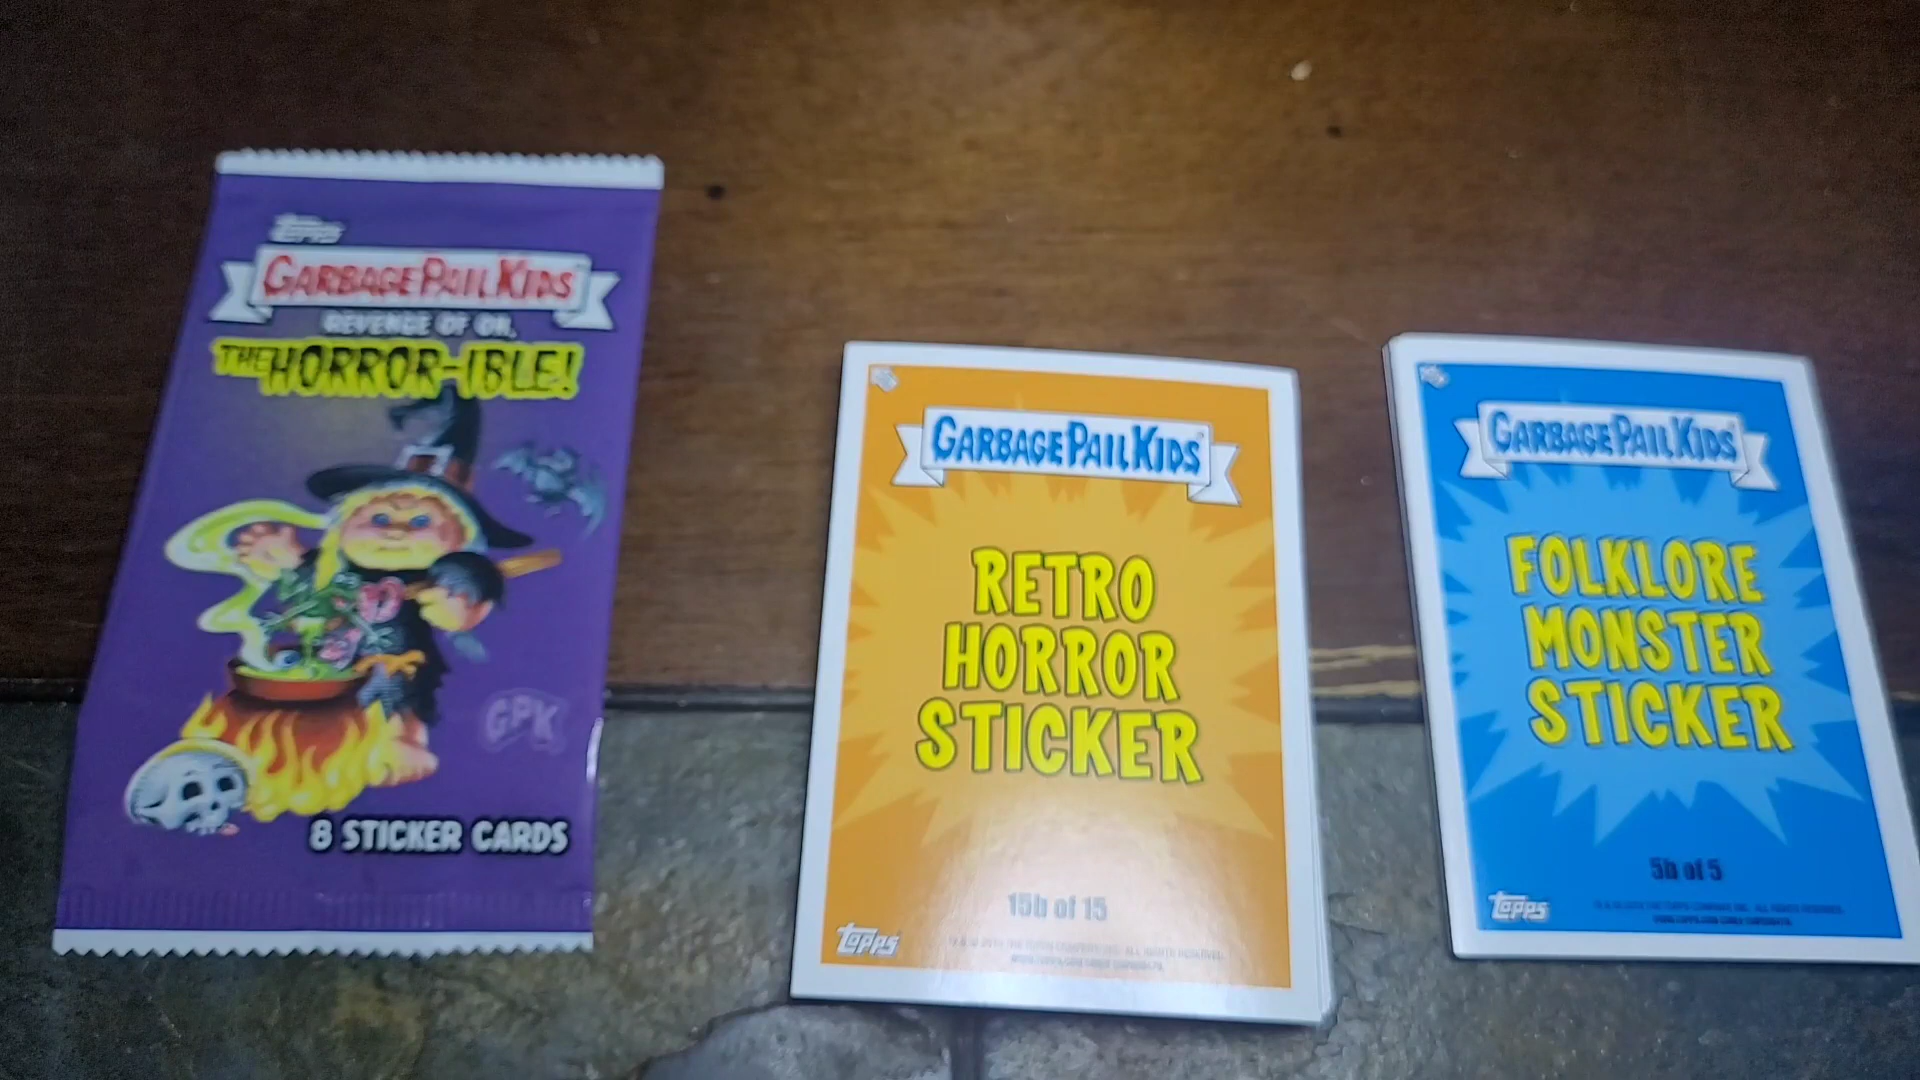 Topps
GARBAGE PAIL KIDS
REVENGE OF OH,
THE HORROR-IBLE!
GPK
8 STICKER CARDS
GARBAGE PAIL KIDS
RETRO
HORROR
STICKER
15b of 15
Topps
GARBAGE PAIL KIDS
FOLKLORE
MONSTER
STICKER
5b of 5
Topps